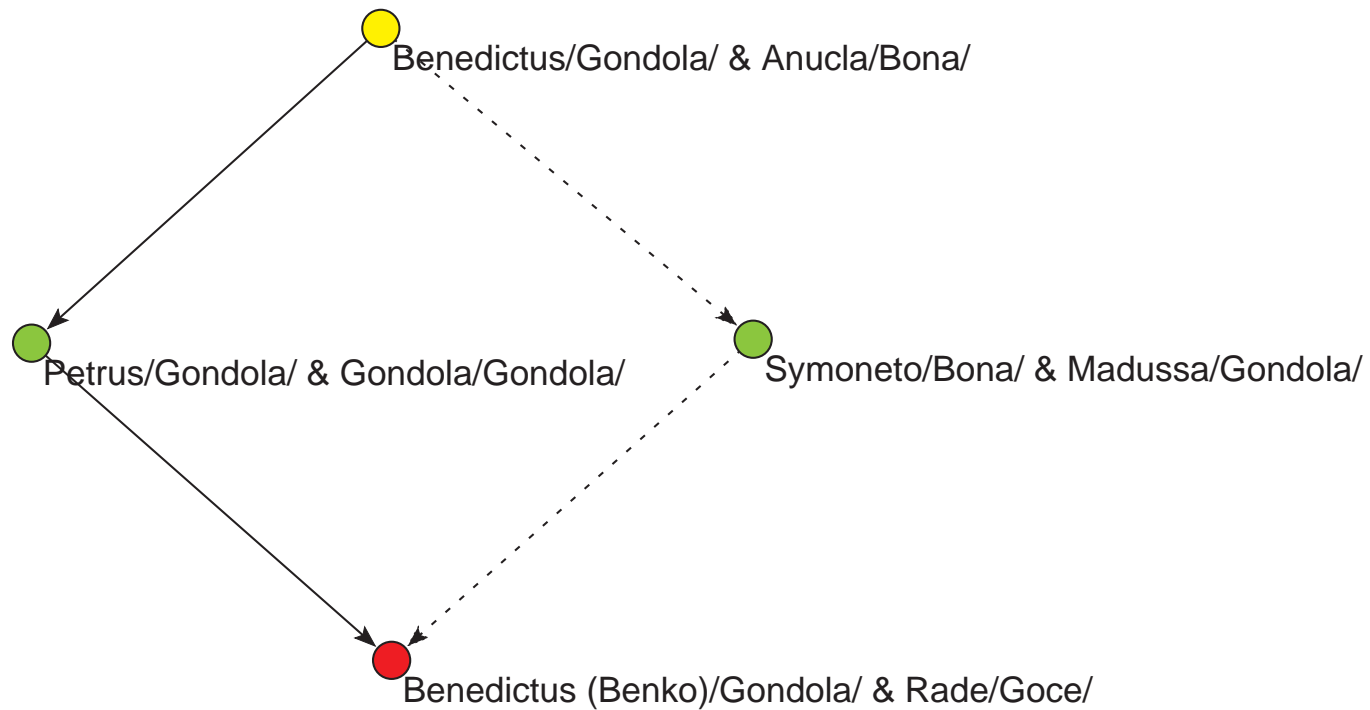 Benedictus/Gondola/ & Anucla/Bona/
Petrus/Gondola/ & Gondola/Gondola/
Symoneto/Bona/ & Madussa/Gondola/
Benedictus (Benko)/Gondola/ & Rade/Goce/